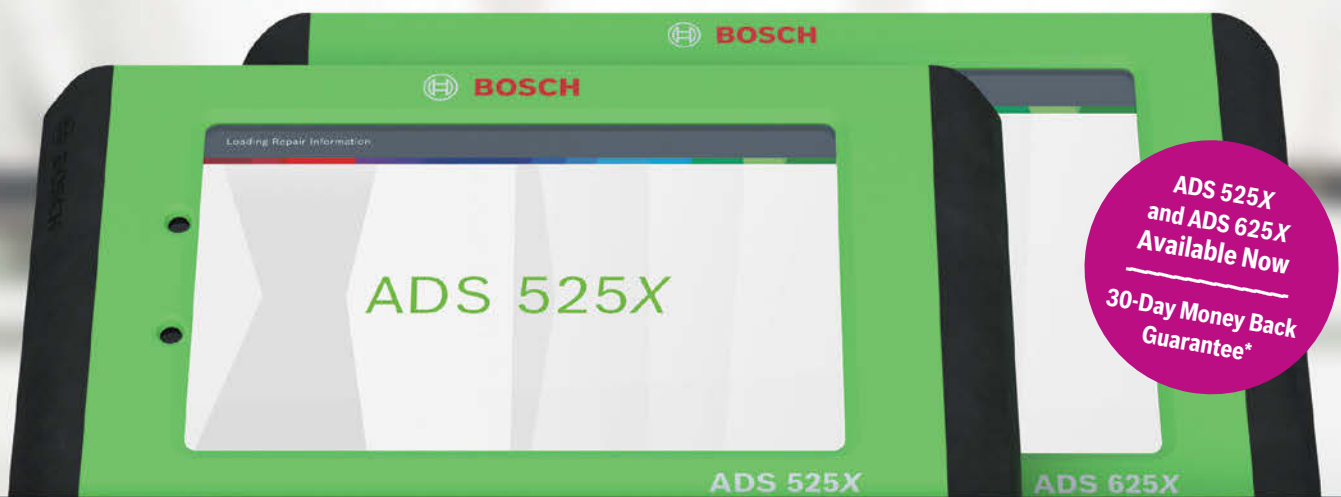 BOSCH
BOSCH
BOSCH
Loading Repair Information
ADS 525X
ADS 525X
ADS 625X
ADS 525X
and ADS 625X
Available Now
30-Day Money Back
Guarantee*